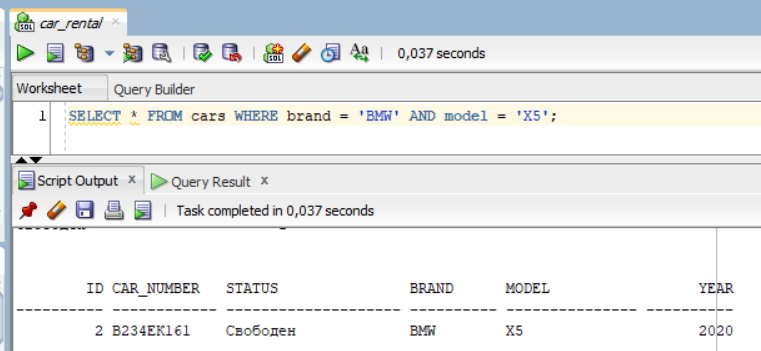 car_rental
0,037 seconds
Worksheet Query Builder
1 SELECT * FROM cars WHERE brand = 'BMW' AND model = 'X5';
Script Output x Query Result x
Task completed in 0,037 seconds
ID CAR_NUMBER STATUS BRAND MODEL YEAR
---------- ------------ -------------------- ---------- --------------- ----------
2 B234EK161 Свободен BMW X5 2020